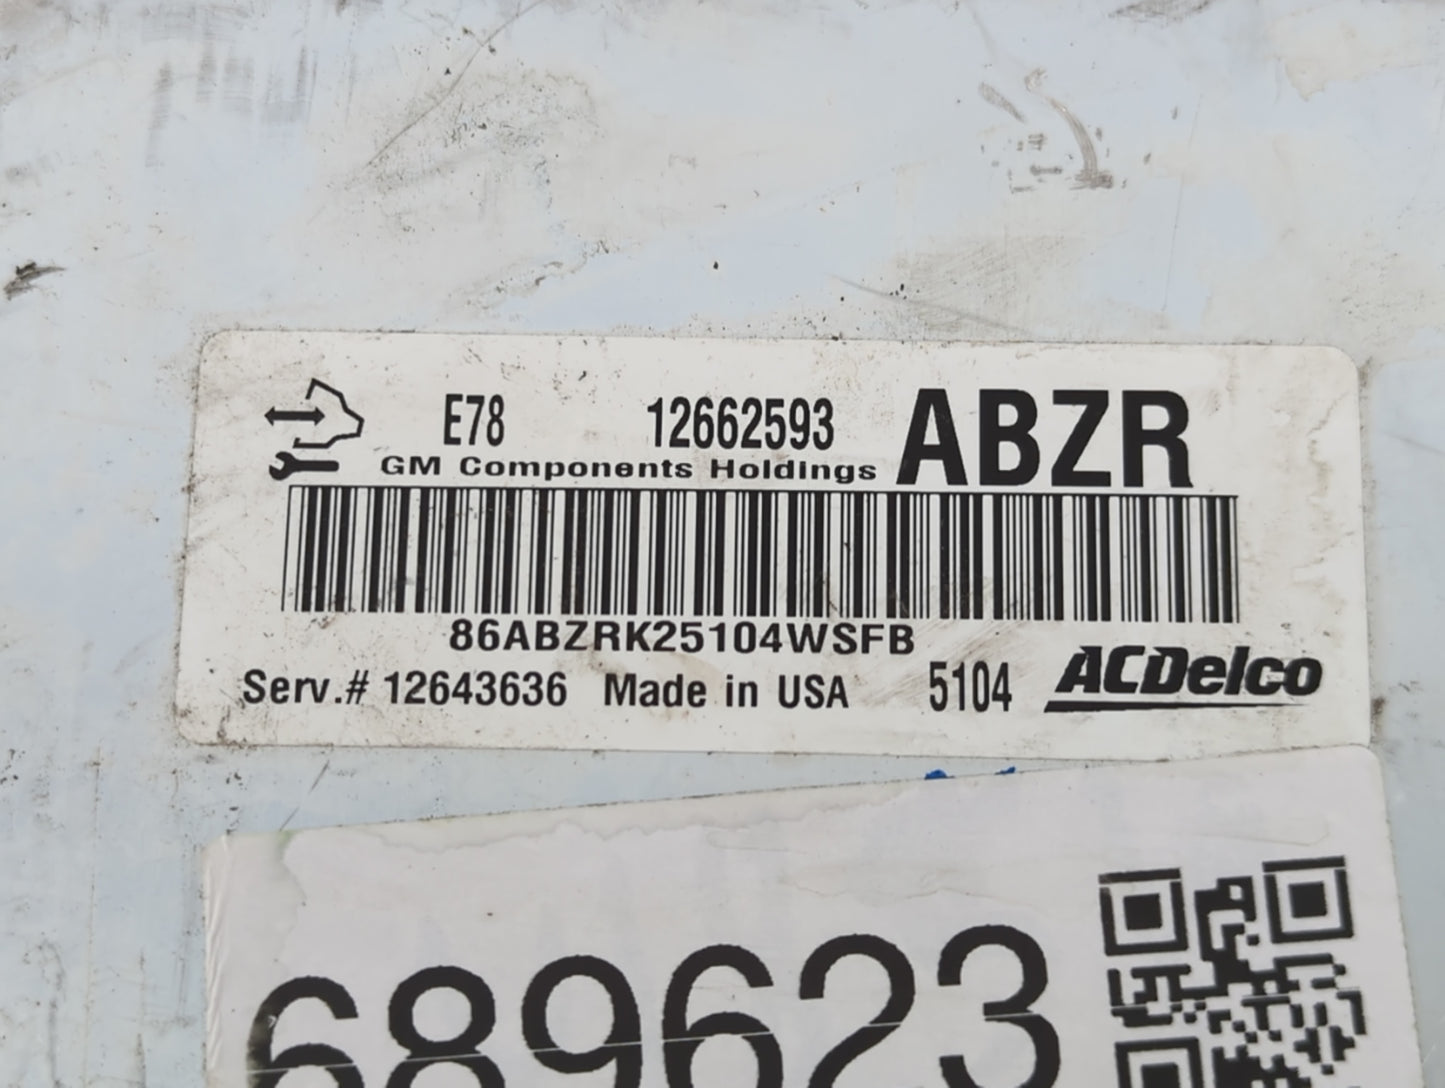 E78 12662593 ABZR
GM Components Holdings
86ABZRK25104WSFB
Serv.# 12643636 Made in USA 5104 ACDelco
689623